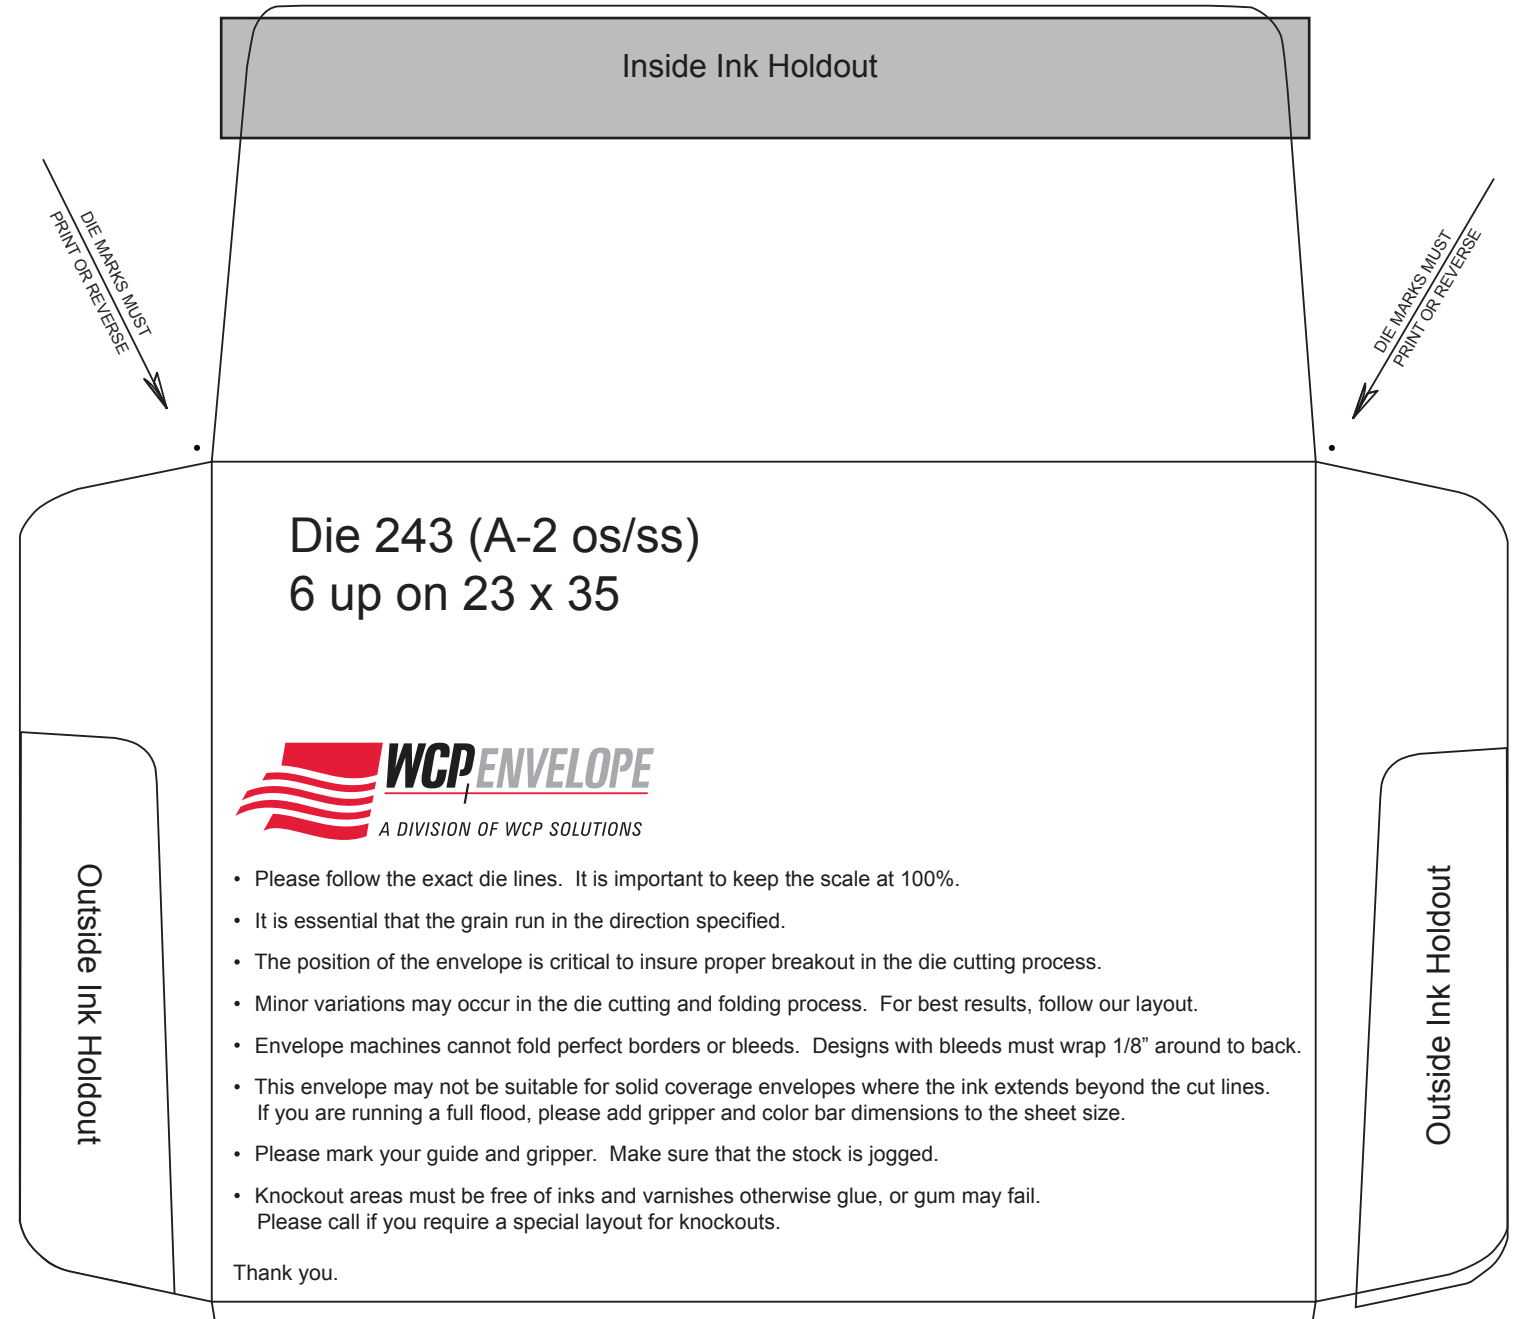 Inside Ink Holdout
DIE MARKS MUST
PRINT OR REVERSE
DIE MARKS MUST
PRINT OR REVERSE
Die 243 (A-2 os/ss)
6 up on 23 x 35
WCP ENVELOPE
A DIVISION OF WCP SOLUTIONS
• Please follow the exact die lines.  It is important to keep the scale at 100%.
• It is essential that the grain run in the direction specified.
• The position of the envelope is critical to insure proper breakout in the die cutting process.
• Minor variations may occur in the die cutting and folding process.  For best results, follow our layout.
• Envelope machines cannot fold perfect borders or bleeds.  Designs with bleeds must wrap 1/8” around to back.
• This envelope may not be suitable for solid coverage envelopes where the ink extends beyond the cut lines.
If you are running a full flood, please add gripper and color bar dimensions to the sheet size.
• Please mark your guide and gripper.  Make sure that the stock is jogged.
• Knockout areas must be free of inks and varnishes otherwise glue, or gum may fail.
Please call if you require a special layout for knockouts.
Thank you.
Outside Ink Holdout
Outside Ink Holdout